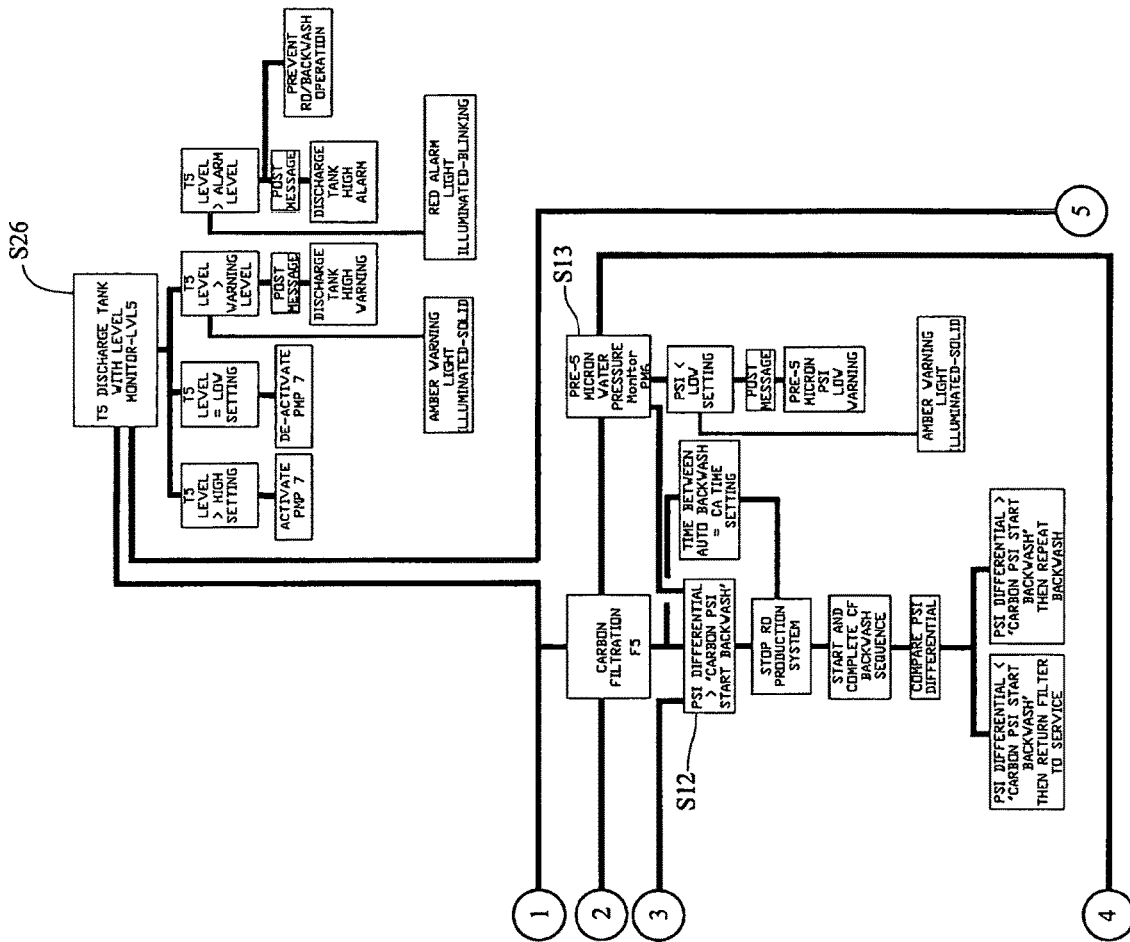 S26
T5 DISCHARGE TANK
WITH LEVEL
MONITOR-LVL5
T5
LEVEL
> HIGH
SETTING
ACTIVATE
PMP 7
T5
LEVEL
= LOW
SETTING
DE-ACTIVATE
PMP 7
T5
LEVEL
> WARNING
LEVEL
POST
MESSAGE
DISCHARGE
TANK
HIGH
WARNING
AMBER WARNING
LIGHT
ILLUMINATED-SOLID
T5
LEVEL
> ALARM
LEVEL
POST
MESSAGE
DISCHARGE
TANK
HIGH
ALARM
PREVENT
RO/BACKWASH
OPERATION
RED ALARM
LIGHT
ILLUMINATED-BLINKING
1
2
3
CARBON
FILTRATION
F5
S12
PSI DIFFERENTIAL
> 'CARBON PSI
START BACKWASH'
TIME BETWEEN
AUTO BACKWASH
= CA TIME
SETTING
STOP RO
PRODUCTION
SYSTEM
START AND
COMPLETE CF
BACKWASH
SEQUENCE
COMPARE PSI
DIFFERENTIAL
PSI DIFFERENTIAL <
'CARBON PSI START
BACKWASH'
THEN RETURN FILTER
TO SERVICE
PSI DIFFERENTIAL >
'CARBON PSI START
BACKWASH'
THEN REPEAT
BACKWASH
S13
PRE-5
MICRON
WATER
PRESSURE
Monitor
PM6
PSI <
LOW
SETTING
POST
MESSAGE
PRE-5
MICRON
PSI
LOW
WARNING
AMBER WARNING
LIGHT
ILLUMINATED-SOLID
4
5